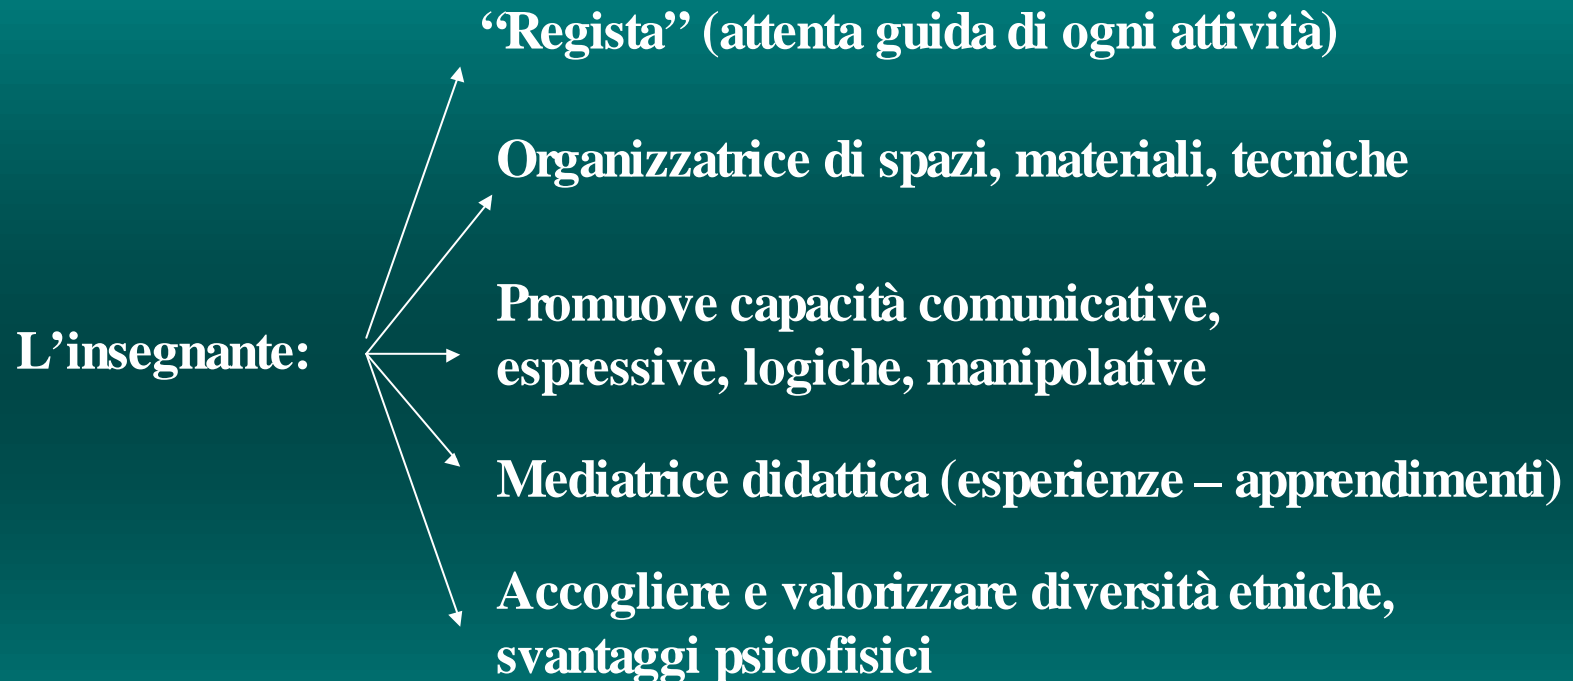 “Regista” (attenta guida di ogni attività)
Organizzatrice di spazi, materiali, tecniche
Promuove capacità comunicative,
espressive, logiche, manipolative
L’insegnante:
Mediatrice didattica (esperienze – apprendimenti)
Accogliere e valorizzare diversità etniche,
svantaggi psicofisici